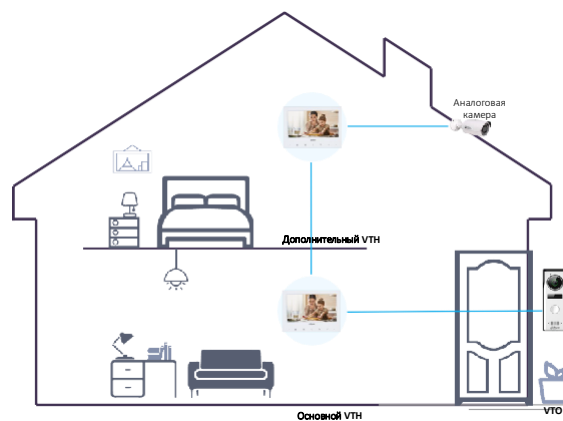 Аналоговая
камера
Дополнительный VTH
Основной VTH
VTO